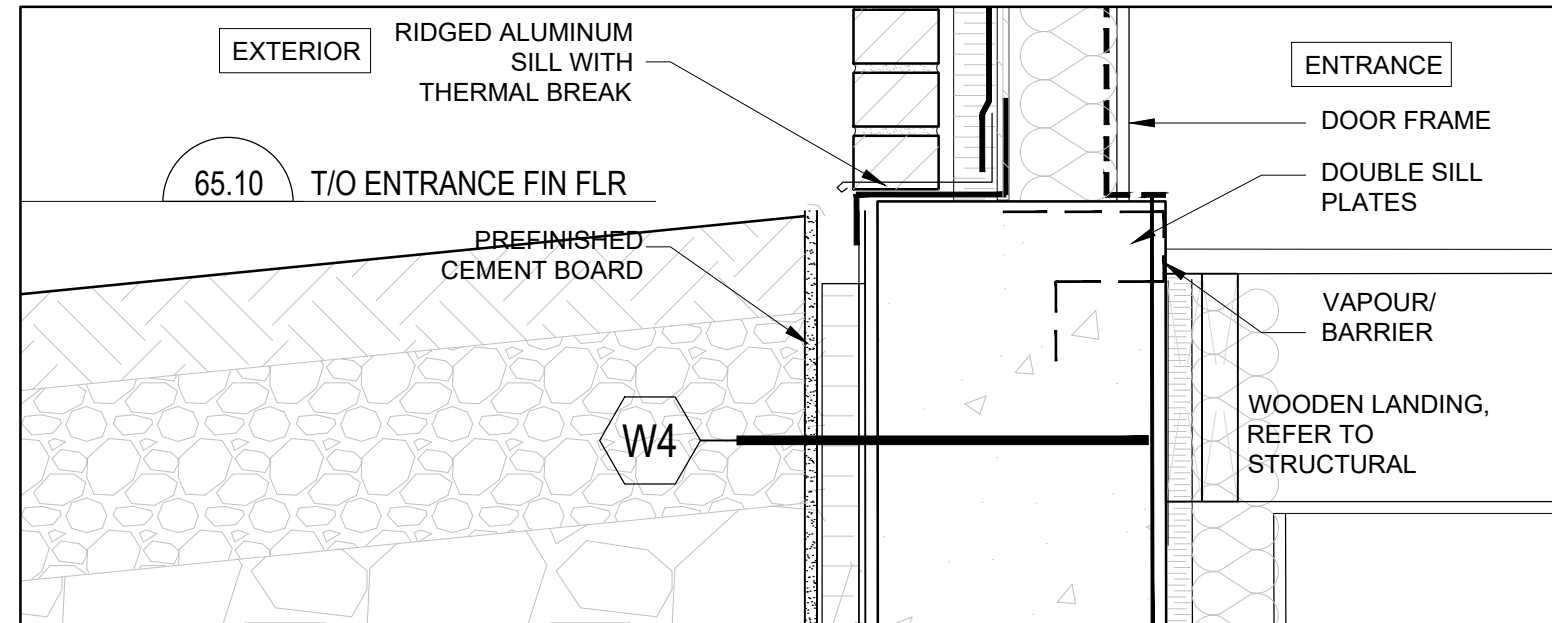 EXTERIOR
RIDGED ALUMINUM
SILL WITH
THERMAL BREAK
ENTRANCE
DOOR FRAME
DOUBLE SILL
PLATES
65.10 T/O ENTRANCE FIN FLR
PREFINISHED
CEMENT BOARD
VAPOUR/
BARRIER
W4
WOODEN LANDING,
REFER TO
STRUCTURAL